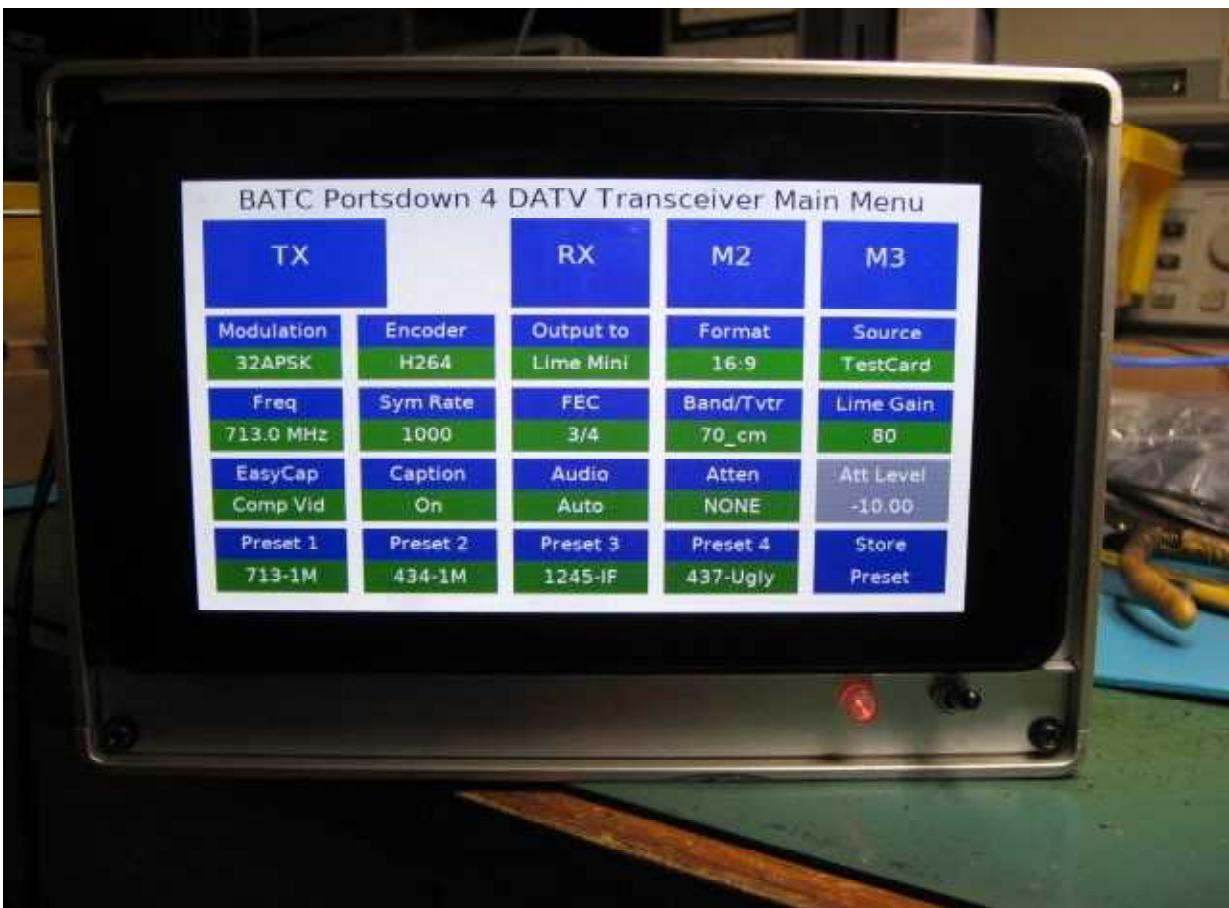 BATC Portsdown 4 DATV Transceiver Main Menu
TX RX M2 M3
Modulation Encoder Output to Format Source
32APSK H264 Lime Mini 16:9 TestCard
Freq Sym Rate FEC Band/Tvtr Lime Gain
713.0 MHz 1000 3/4 70_cm 80
EasyCap Caption Audio Atten Att Level
Comp Vid On Auto NONE -10.00
Preset 1 Preset 2 Preset 3 Preset 4 Store
713-1M 434-1M 1245-IF 437-Ugly Preset